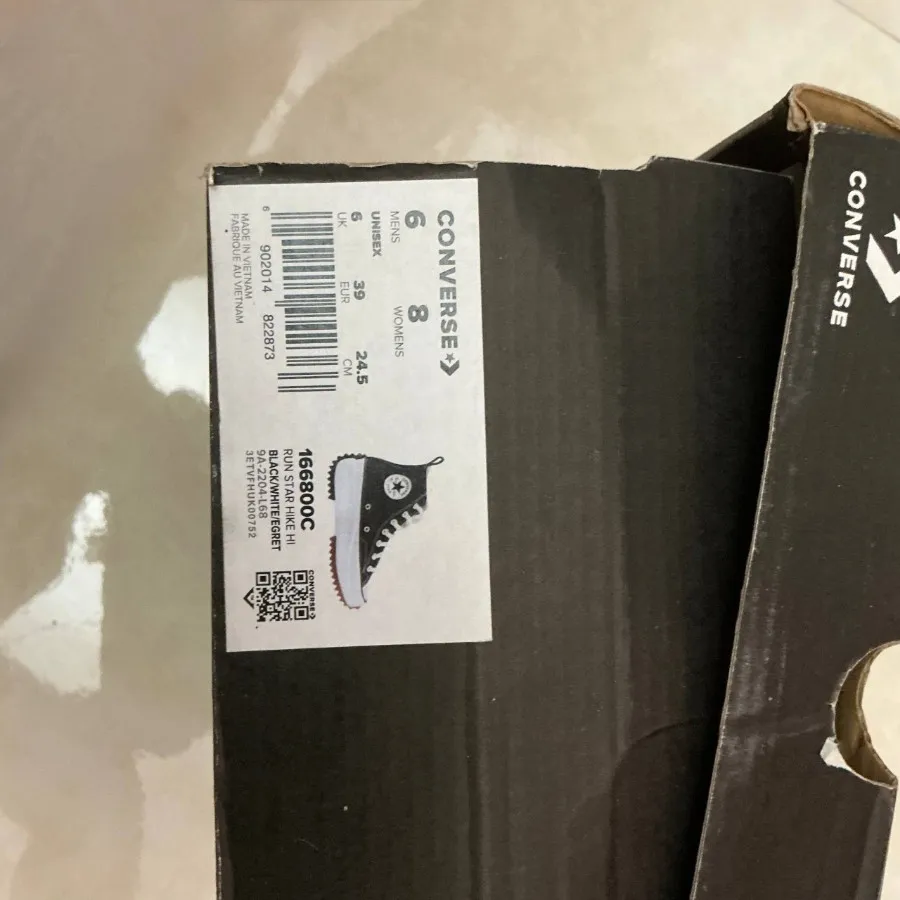 CONVERSE
6 8
MENS WOMENS
UNISEX
6 39 24.5
UK EUR CM
6 902014 822873
MADE IN VIETNAM
FABRIQUE AU VIETNAM
CONVERSE
166800C
RUN STAR HIKE HI
BLACK/WHITE/EGRET
9A-2204-L68
3ETVFHUK00752
CONVERSE